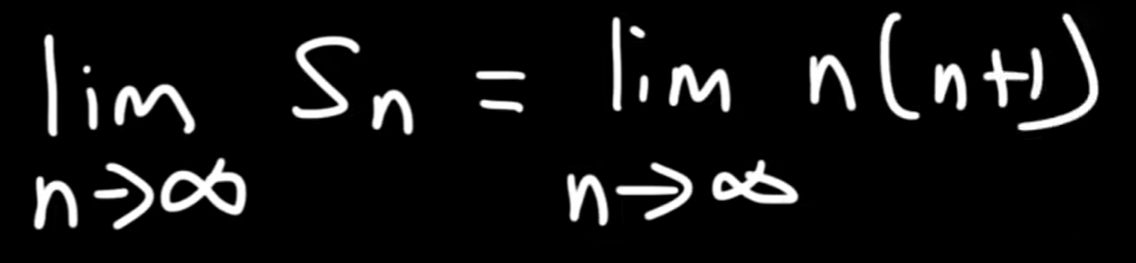 lim Sn = lim n(n+1)
n→∞ n→∞